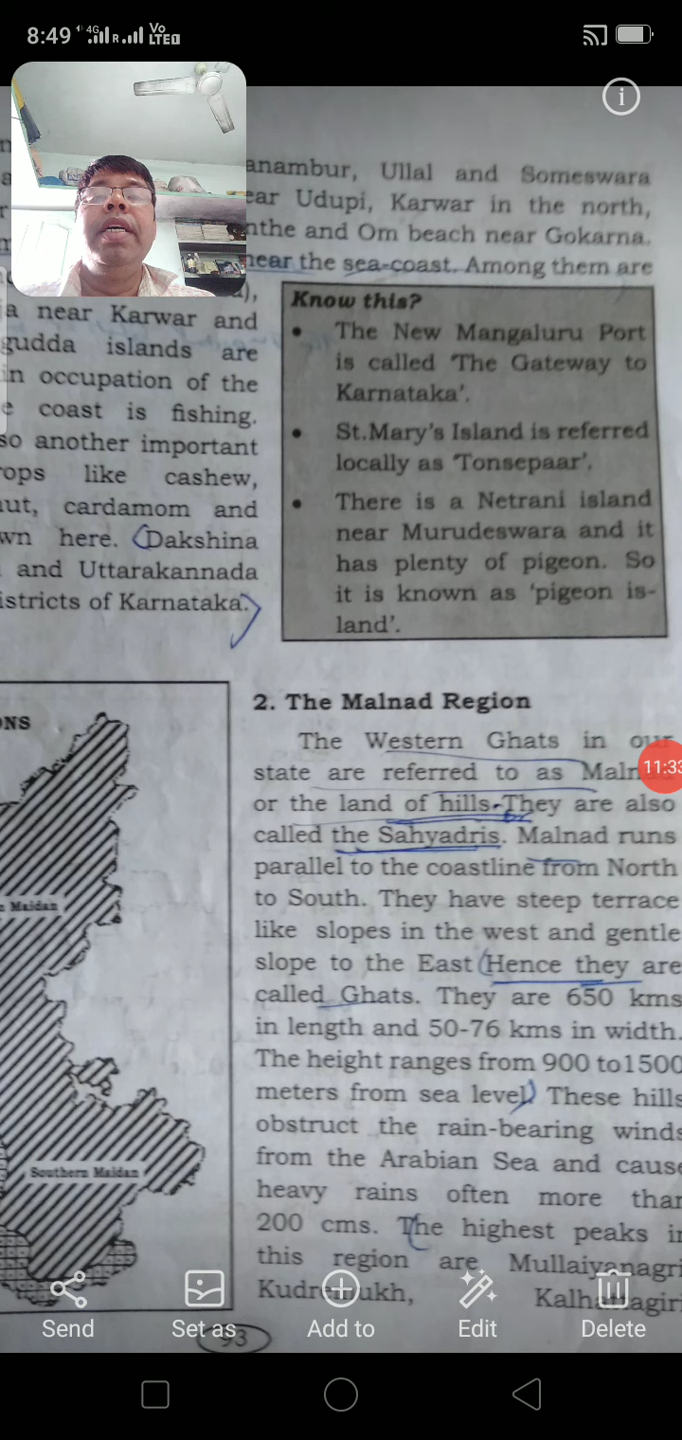 8:49
4G
R
Vo
LTE
anambur, Ullal and Someswara
ear Udupi, Karwar in the north,
nthe and Om beach near Gokarna.
near the sea-coast. Among them are
),
a near Karwar and
gudda islands are
in occupation of the
e coast is fishing.
so another important
rops like cashew,
nut, cardamom and
wn here. Dakshina
and Uttarakannada
istricts of Karnataka.
Know this?
• The New Mangaluru Port
is called 'The Gateway to
Karnataka'.
• St.Mary's Island is referred
locally as 'Tonsepaar'.
• There is a Netrani island
near Murudeswara and it
has plenty of pigeon. So
it is known as 'pigeon is-
land'.
ONS
n Maidan
Southern Maidan
2. The Malnad Region
The Western Ghats in our
state are referred to as Maln
or the land of hills. They are also
called the Sahyadris. Malnad runs
parallel to the coastline from North
to South. They have steep terrace
like slopes in the west and gentle
slope to the East Hence they are
called Ghats. They are 650 kms
in length and 50-76 kms in width.
The height ranges from 900 to1500
meters from sea level. These hills
obstruct the rain-bearing winds
from the Arabian Sea and cause
heavy rains often more than
200 cms. The highest peaks in
this region are Mullaiyanagri
Kudremukh, Kalhattagiri
11:33
93
Send
Set as
Add to
Edit
Delete